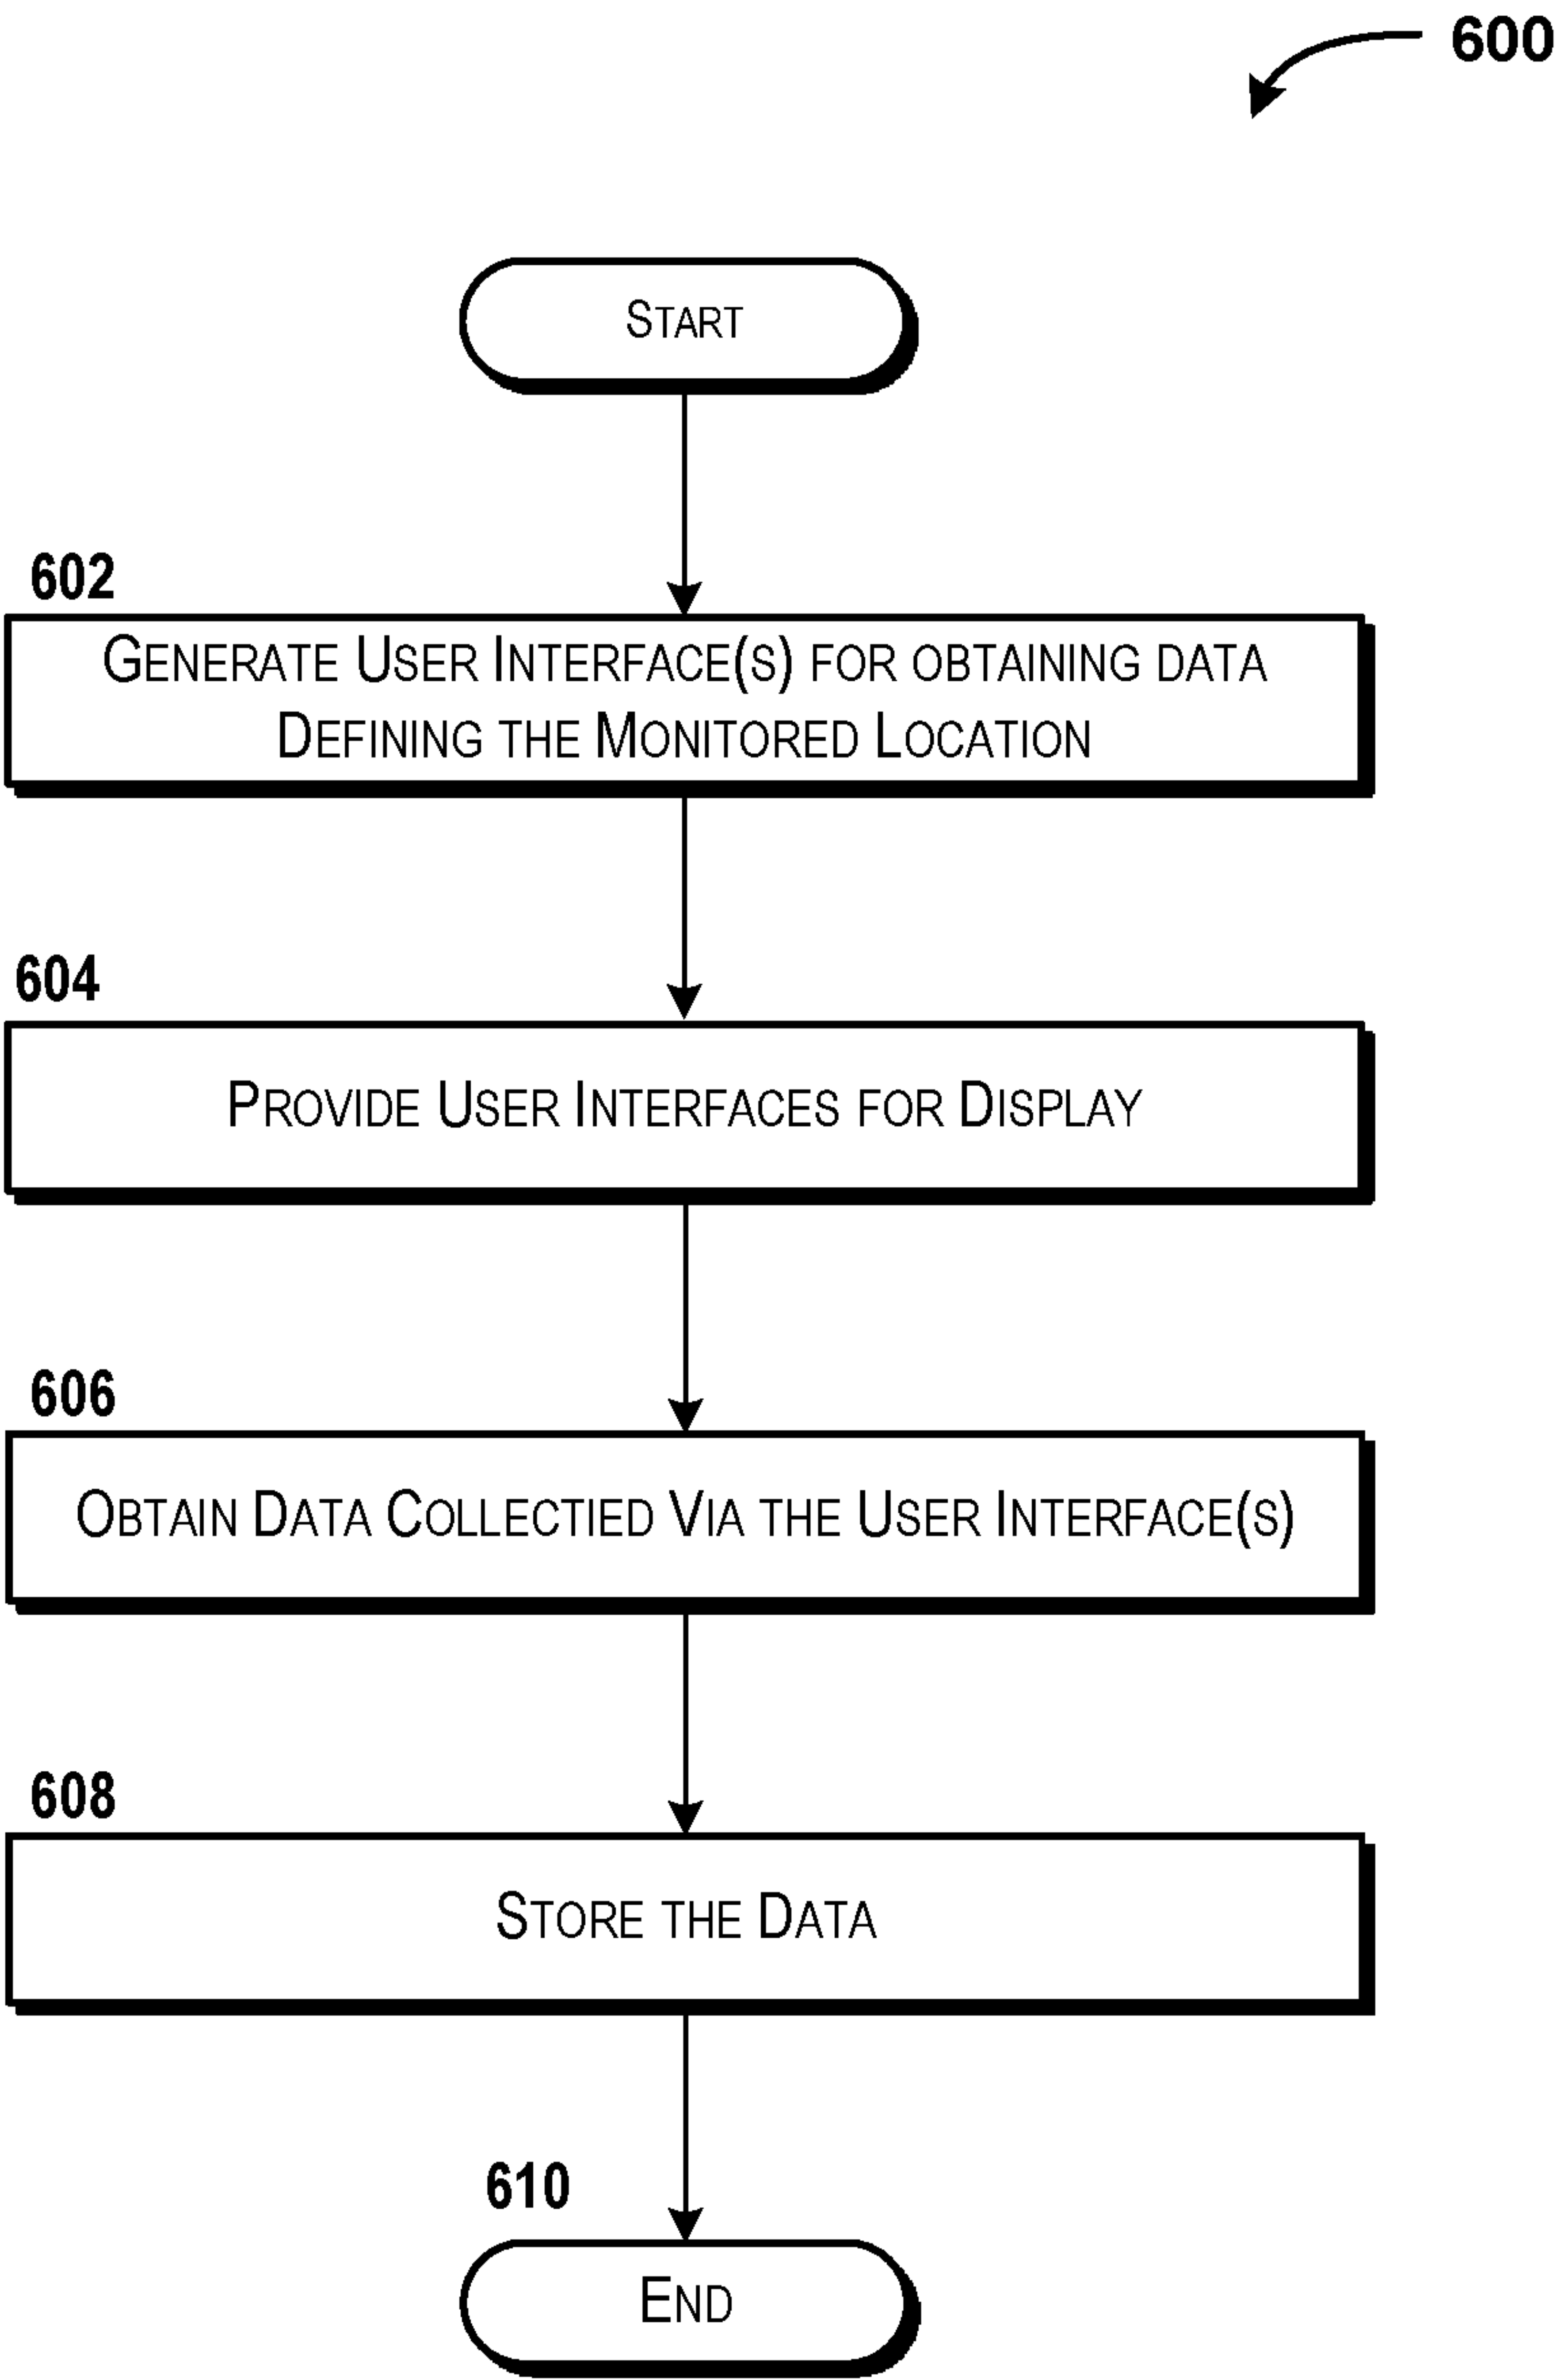 600
START
602
GENERATE USER INTERFACE(S) FOR OBTAINING DATA
DEFINING THE MONITORED LOCATION
604
PROVIDE USER INTERFACES FOR DISPLAY
606
OBTAIN DATA COLLECTIED VIA THE USER INTERFACE(S)
608
STORE THE DATA
610
END